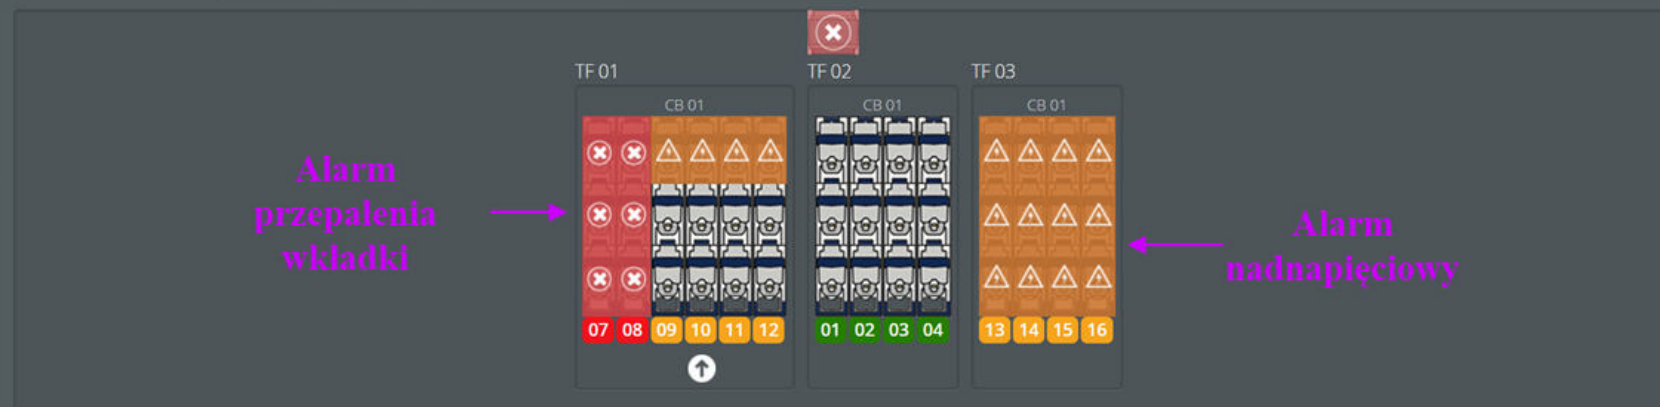 TF 01
TF 02
TF 03
CB 01
CB 01
CB 01
Alarm
przepalenia
wkładki
Alarm
nadnapięciowy
07 08 09 10 11 12
01 02 03 04
13 14 15 16